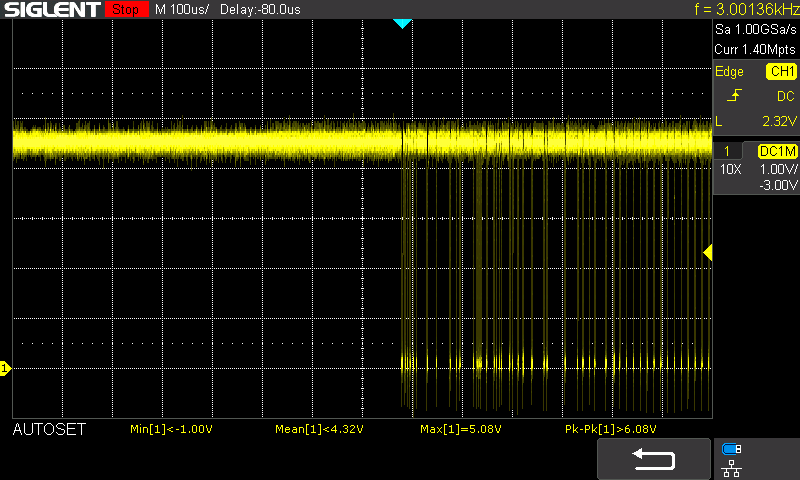 SIGLENT Stop M 100us/ Delay:-80.0us f = 3.00136kHz
Sa 1.00GSa/s
Curr 1.40Mpts
Edge CH1
DC
L 2.32V
1 DC1M
10X 1.00V/
-3.00V
1
AUTOSET Min[1]<-1.00V Mean[1]<4.32V Max[1]=5.08V Pk-Pk[1]>6.08V